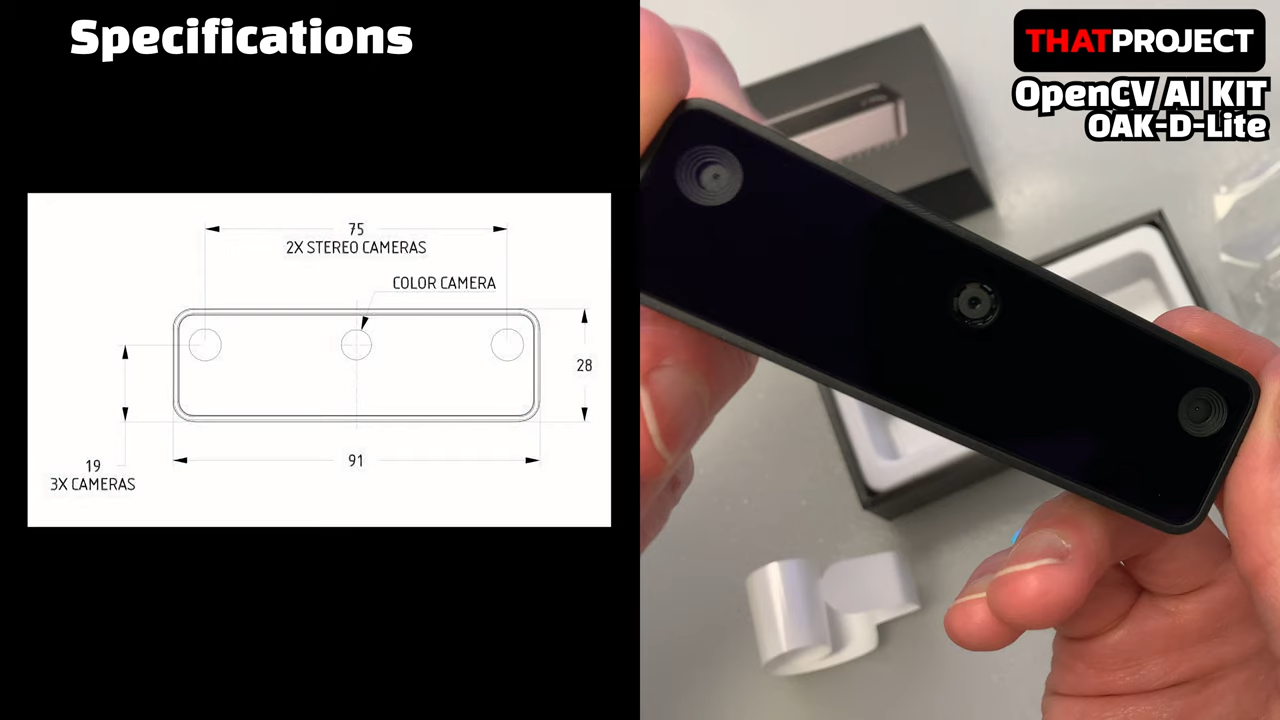 Specifications
THATPROJECT
OpenCV AI KIT
OAK-D-Lite
75
2X STEREO CAMERAS
COLOR CAMERA
28
19
3X CAMERAS
91